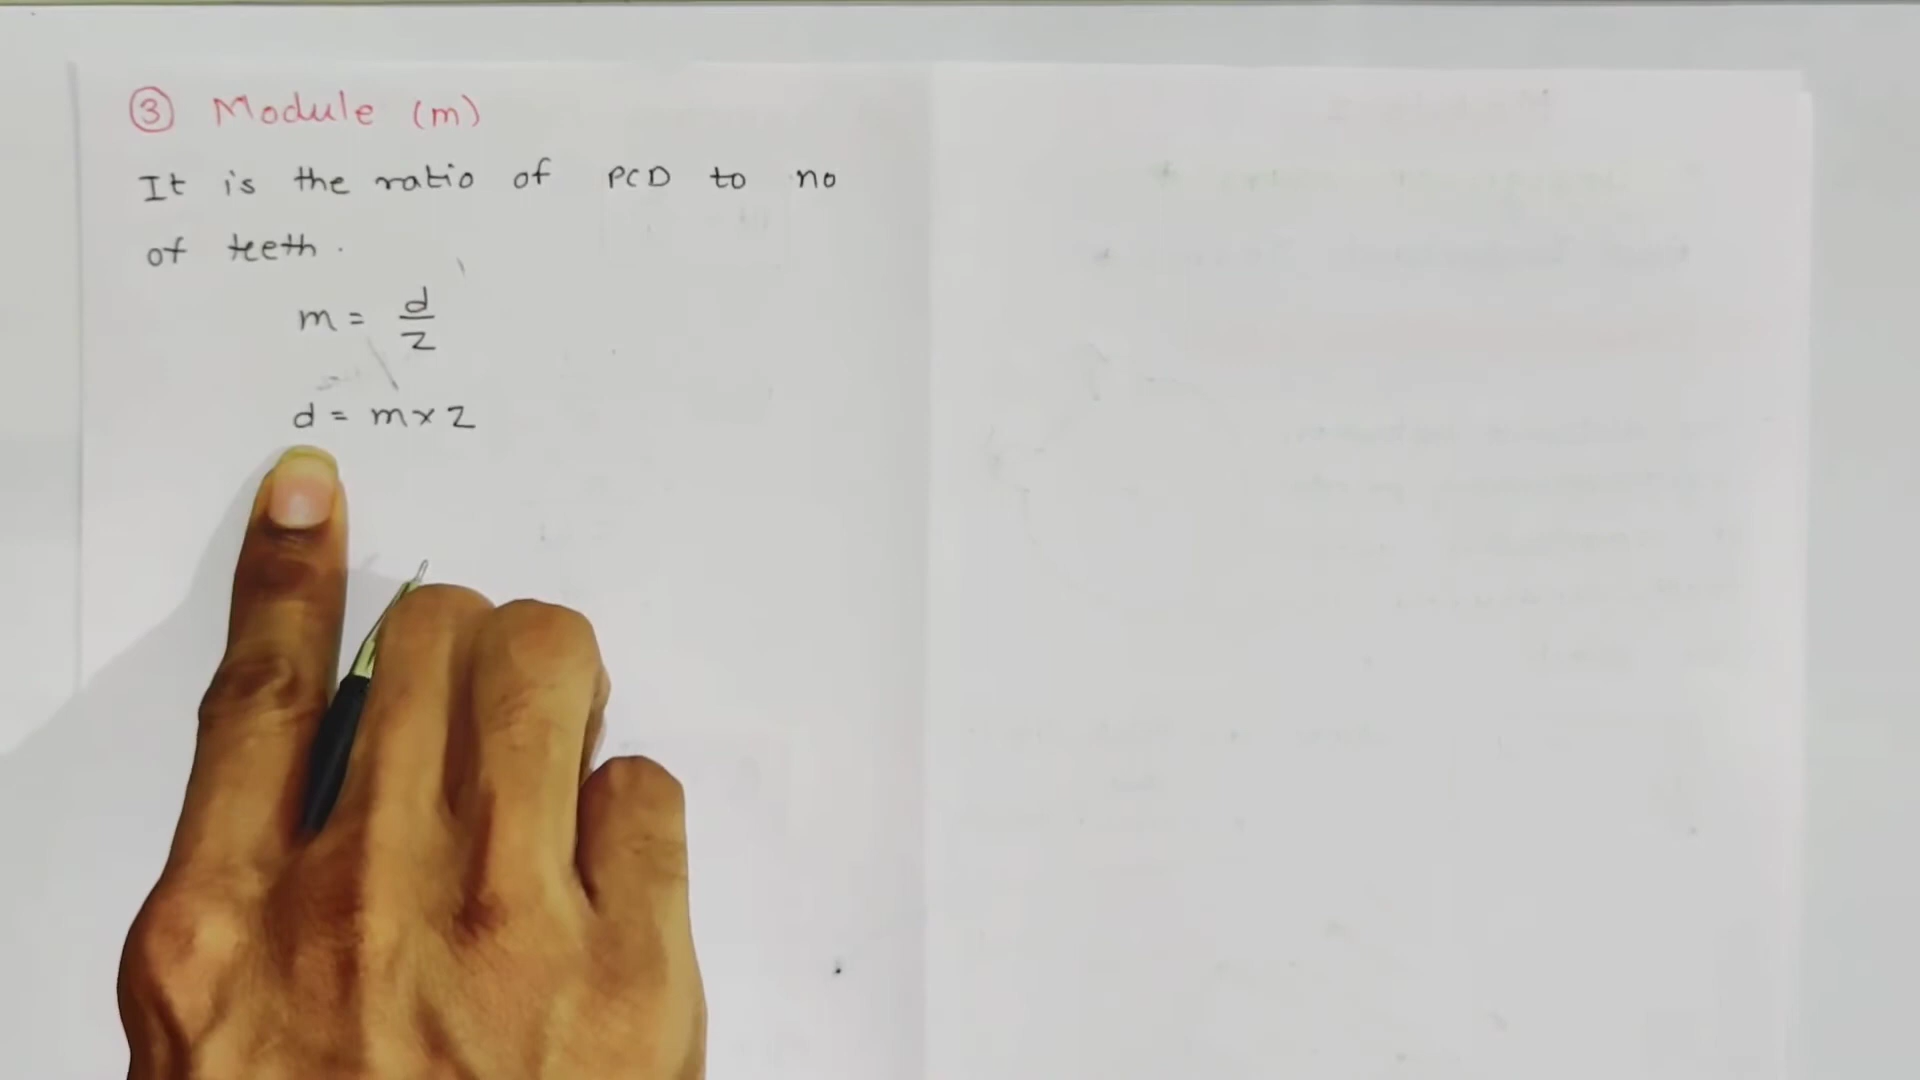 ③ Module (m)
It is the ratio of PCD to no
of teeth.
m = d/z
d = m × z